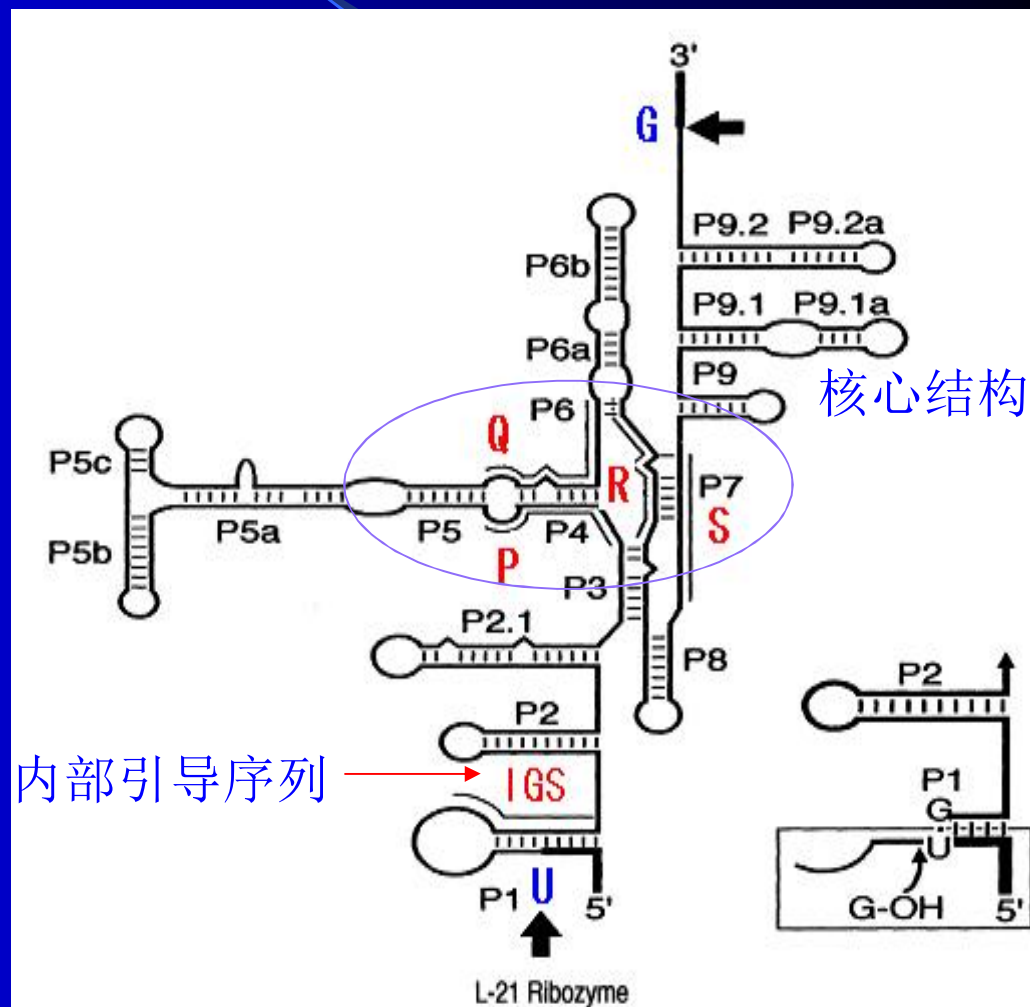 3'
G
P9.2 P9.2a
P6b
P9.1 P9.1a
P6a
P9
核心结构
P6
Q
P5c
R
P7
P5a
P5
P4
S
P5b
P
P3
P2.1
P8
P2
P2
内部引导序列
IGS
P1
G
U
P1 U 5'
G-OH 5'
L-21 Ribozyme